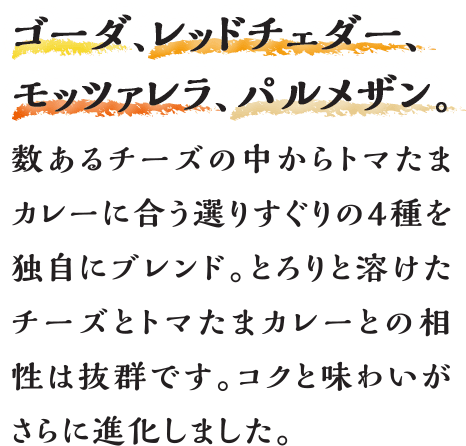 ゴーダ、レッドチェダー、
モッツァレラ、パルメザン。
数あるチーズの中からトマたま
カレーに合う選りすぐりの4種を
独自にブレンド。とろりと溶けた
チーズとトマたまカレーとの相
性は抜群です。コクと味わいが
さらに進化しました。